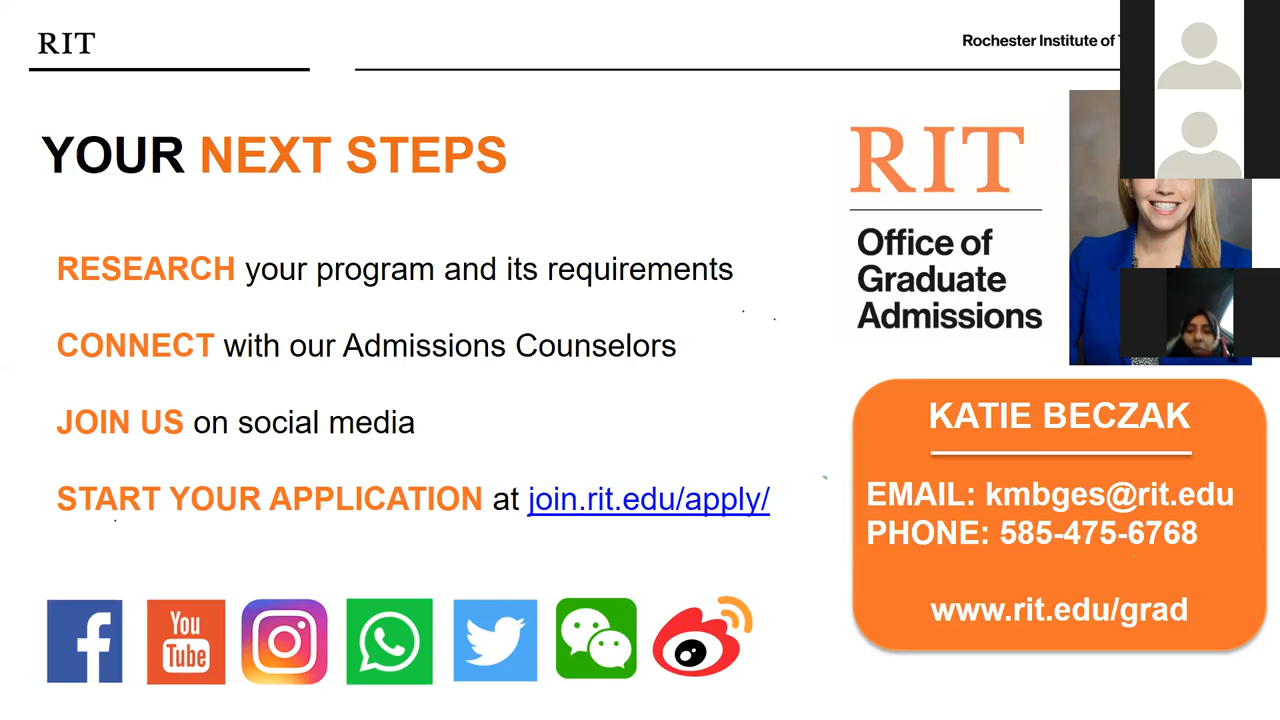 RIT
Rochester Institute of
YOUR NEXT STEPS
RESEARCH your program and its requirements
CONNECT with our Admissions Counselors
JOIN US on social media
START YOUR APPLICATION at join.rit.edu/apply/
RIT
Office of
Graduate
Admissions
KATIE BECZAK
EMAIL: kmbges@rit.edu
PHONE: 585-475-6768
www.rit.edu/grad
You
Tube